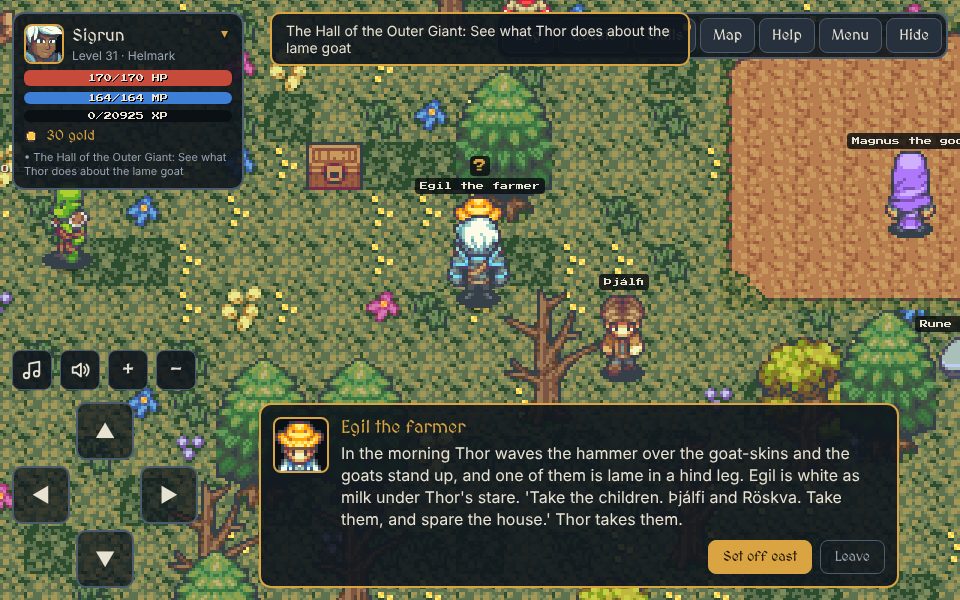 Sigrun
Level 31 · Helmark
170/170 HP
164/164 MP
0/20925 XP
30 gold
• The Hall of the Outer Giant: See what
Thor does about the lame goat
The Hall of the Outer Giant: See what Thor does about the
lame goat
Map
Help
Menu
Hide
?
Egil the farmer
Þjálfi
Magnus the goo
Rune
Egil the farmer
In the morning Thor waves the hammer over the goat-skins and the
goats stand up, and one of them is lame in a hind leg. Egil is white as
milk under Thor's stare. 'Take the children. Þjálfi and Röskva. Take
them, and spare the house.' Thor takes them.
Set off east
Leave